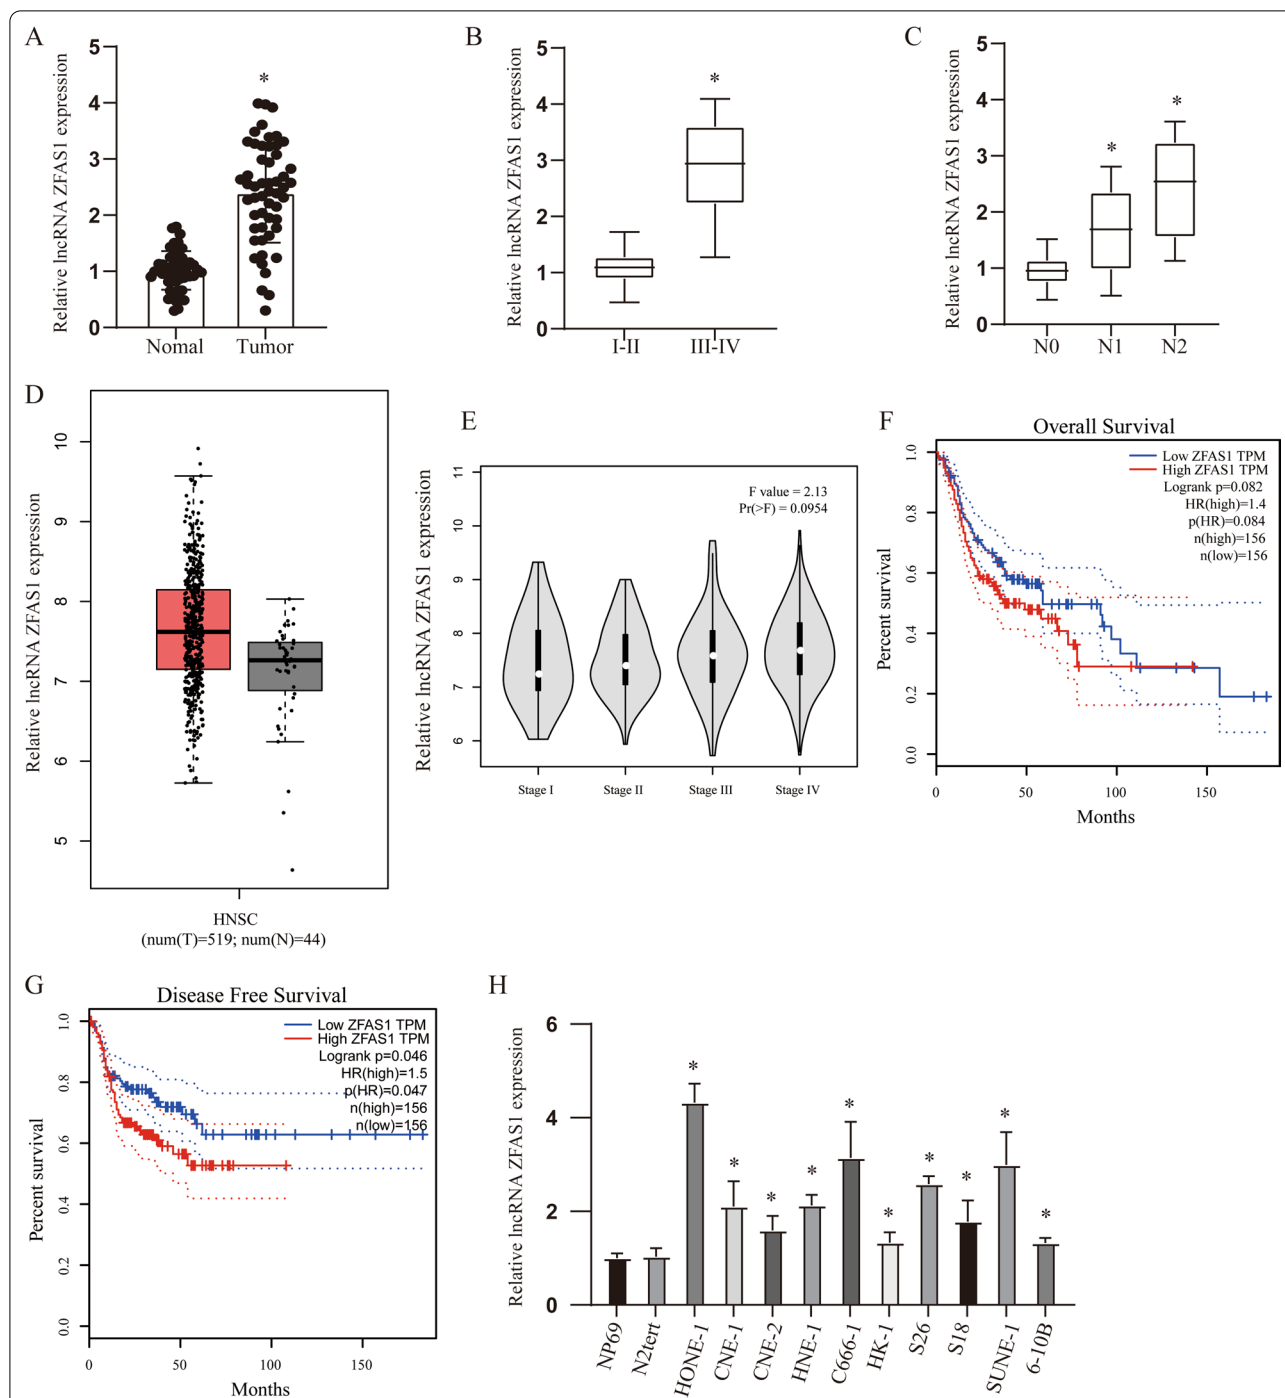 A
Relative lncRNA ZFAS1 expression
5
4
3
2
1
0
*
Nomal
Tumor
B
Relative lncRNA ZFAS1 expression
5
4
3
2
1
0
*
I-II
III-IV
C
Relative lncRNA ZFAS1 expression
5
4
3
2
1
0
*
*
N0
N1
N2
D
Relative lncRNA ZFAS1 expression
10
9
8
7
6
5
HNSC
(num(T)=519; num(N)=44)
E
Relative lncRNA ZFAS1 expression
11
10
9
8
7
6
F value = 2.13
Pr(>F) = 0.0954
Stage I
Stage II
Stage III
Stage IV
F
Overall Survival
Percent survival
1.0
0.8
0.6
0.4
0.2
0.0
Low ZFAS1 TPM
High ZFAS1 TPM
Logrank p=0.082
HR(high)=1.4
p(HR)=0.084
n(high)=156
n(low)=156
0
50
100
150
Months
G
Disease Free Survival
Percent survival
1.0
0.8
0.6
0.4
0.2
0.0
Low ZFAS1 TPM
High ZFAS1 TPM
Logrank p=0.046
HR(high)=1.5
p(HR)=0.047
n(high)=156
n(low)=156
0
50
100
150
Months
H
Relative lncRNA ZFAS1 expression
6
4
2
0
*
*
*
*
*
*
*
*
*
*
NP69
N2tert
HONE-1
CNE-1
CNE-2
HNE-1
C666-1
HK-1
S26
S18
SUNE-1
6-10B